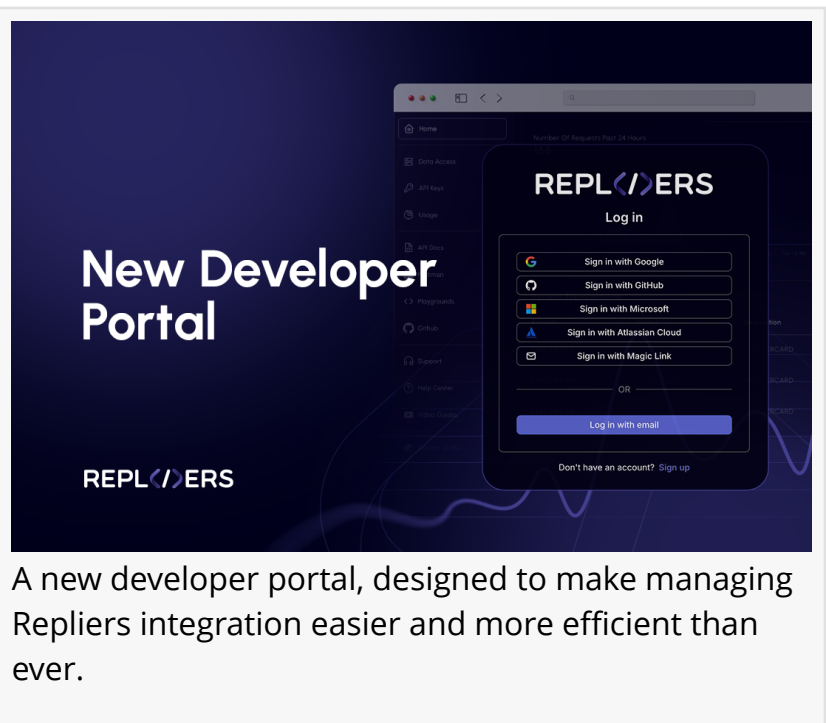 Home
Number Of Requests Past 24 Hours
Data Access
API Keys
REPL</>ERS
Usage
Log in
API Docs
New Developer
Portal
Sign in with Google
Sign in with GitHub
Playgrounds
Sign in with Microsoft
Github
Sign in with Atlassian Cloud
Support
Sign in with Magic Link
Help Center
OR
Video Guides
Log in with email
REPL</>ERS
Don't have an account? Sign up
A new developer portal, designed to make managing
Repliers integration easier and more efficient than
ever.